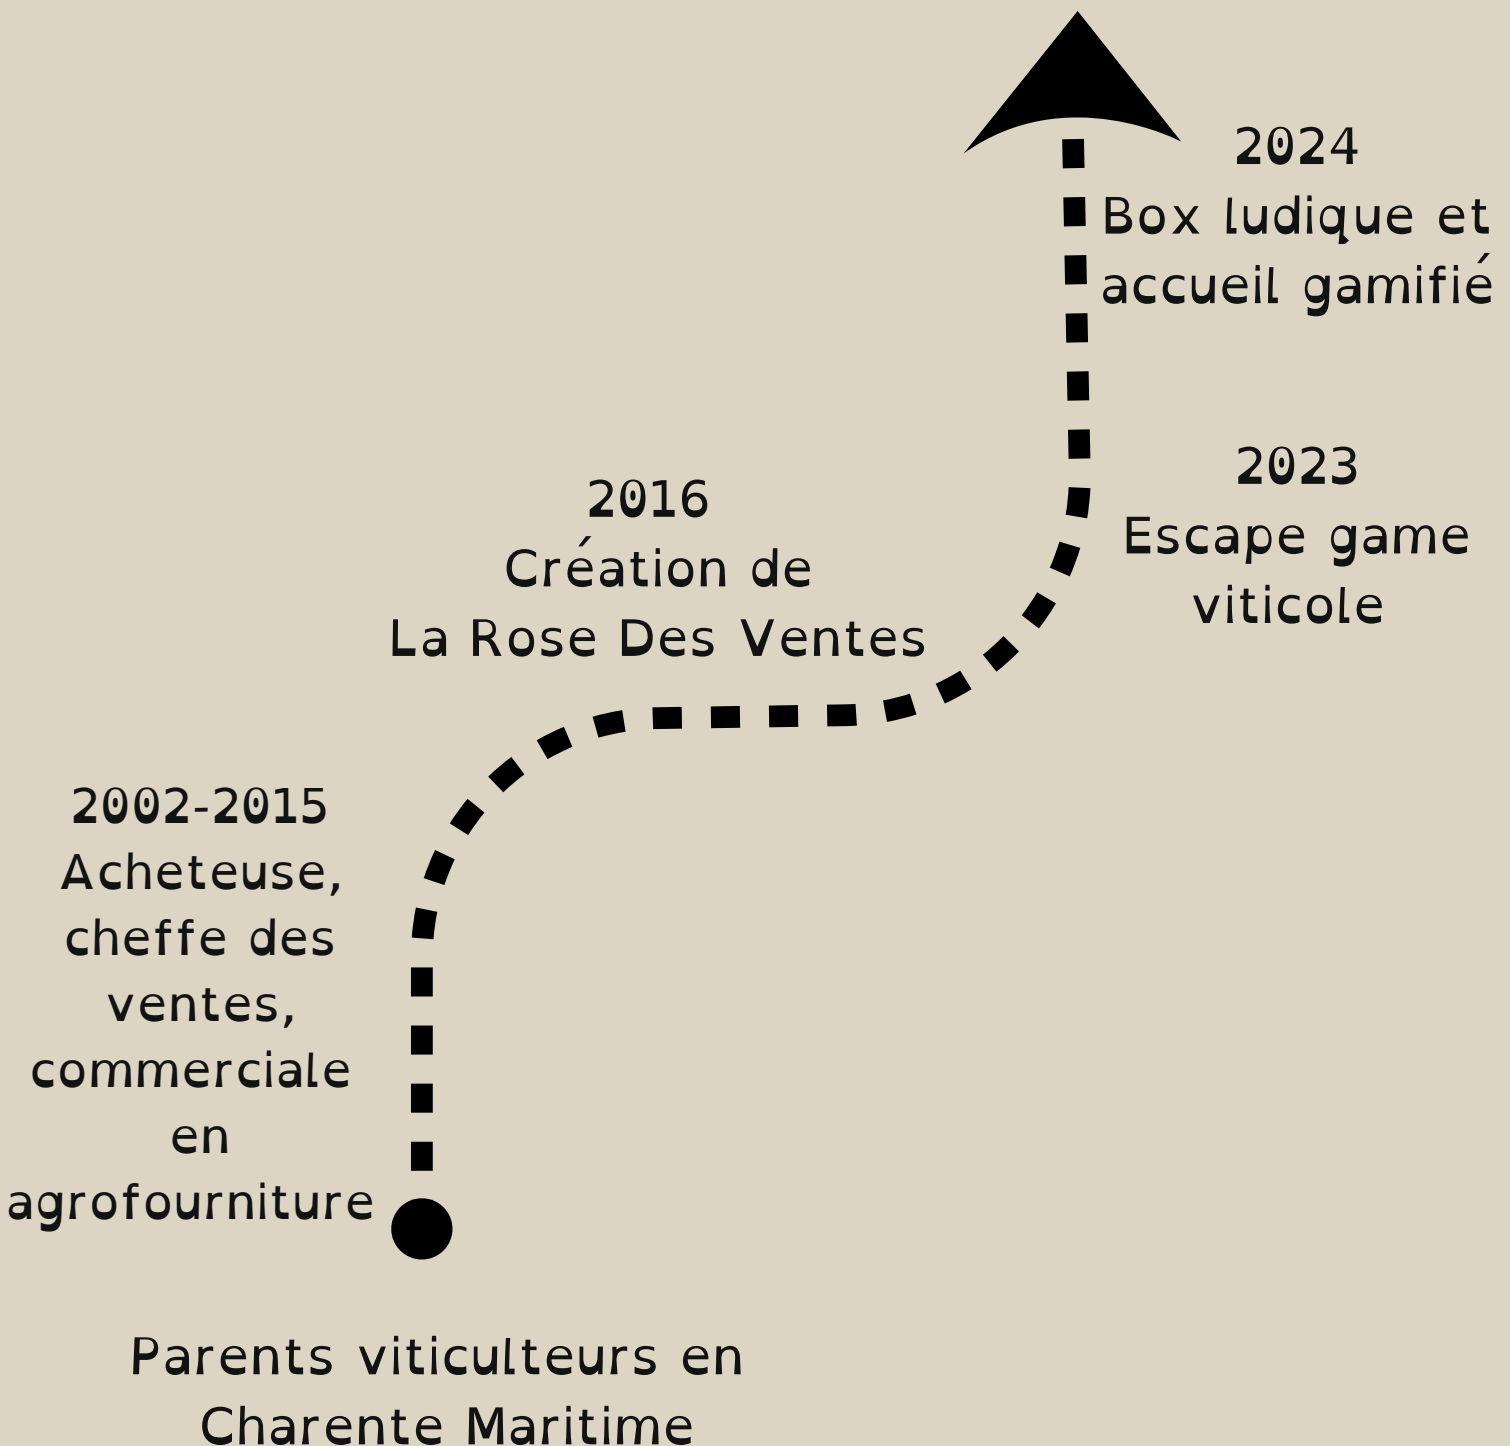 2024
Box ludique et
accueil gamifié
2023
Escape game
viticole
2016
Création de
La Rose Des Ventes
2002-2015
Acheteuse,
cheffe des
ventes,
commerciale
en
agrofourniture
Parents viticulteurs en
Charente Maritime